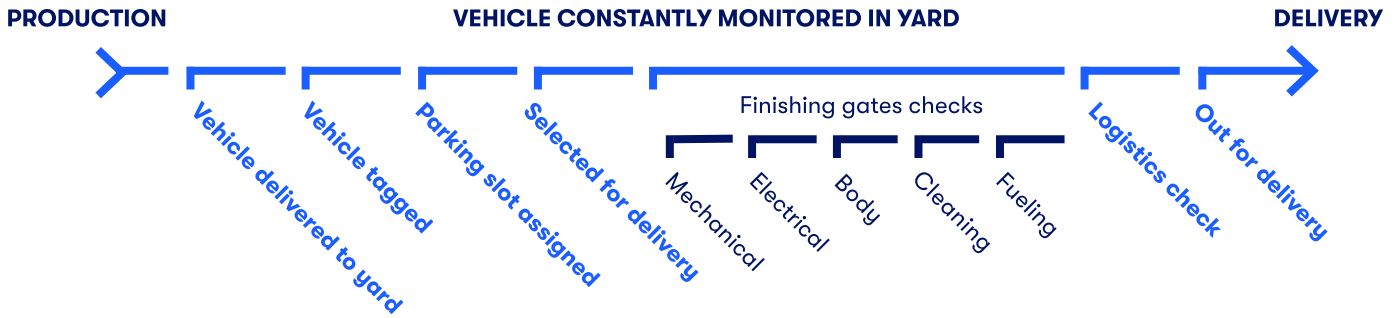 PRODUCTION
VEHICLE CONSTANTLY MONITORED IN YARD
DELIVERY
Vehicle delivered to yard
Vehicle tagged
Parking slot assigned
Selected for delivery
Finishing gates checks
Mechanical
Electrical
Body
Cleaning
Fueling
Logistics check
Out for delivery